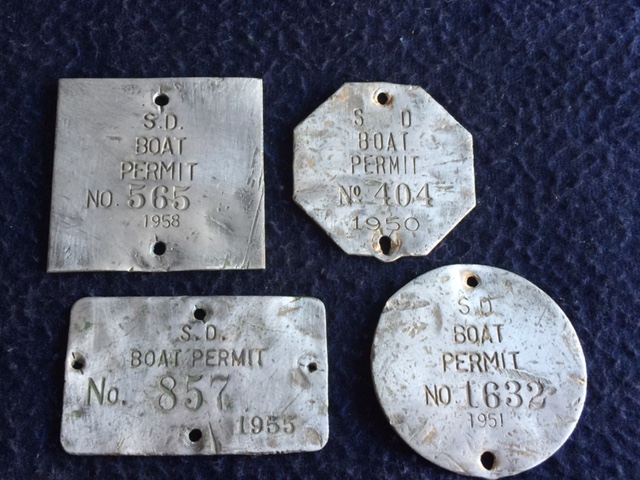 S.D.
BOAT
PERMIT
NO. 565
1958
S D
BOAT
PERMIT
No 404
1950
S.D.
BOAT PERMIT
No. 857
1955
S D
BOAT
PERMIT
NO. 1632
1951